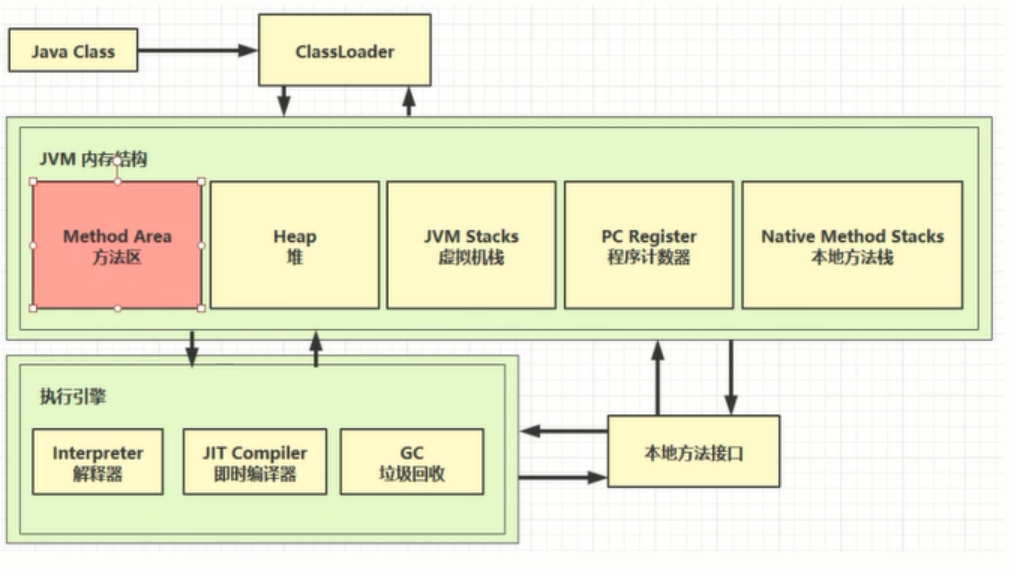 Java Class
ClassLoader
JVM 内存结构
Method Area
方法区
Heap
堆
JVM Stacks
虚拟机栈
PC Register
程序计数器
Native Method Stacks
本地方法栈
执行引擎
Interpreter
解释器
JIT Compiler
即时编译器
GC
垃圾回收
本地方法接口